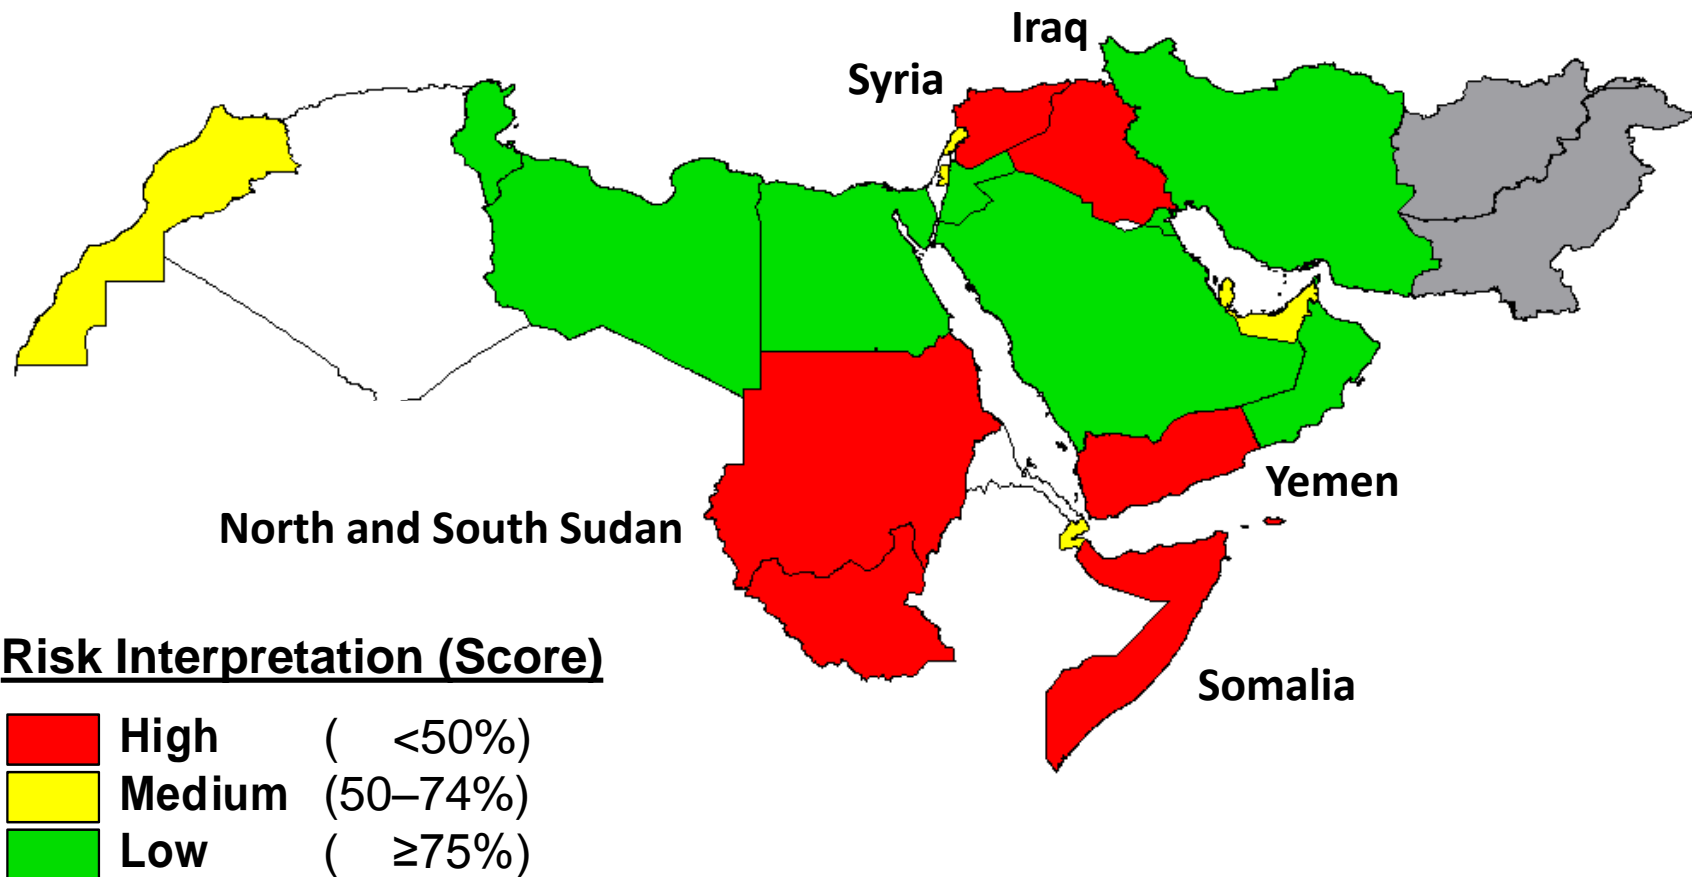 Iraq
Syria
Yemen
North and South Sudan
Somalia
Risk Interpretation (Score)
High ( <50%)
Medium (50–74%)
Low ( ≥75%)